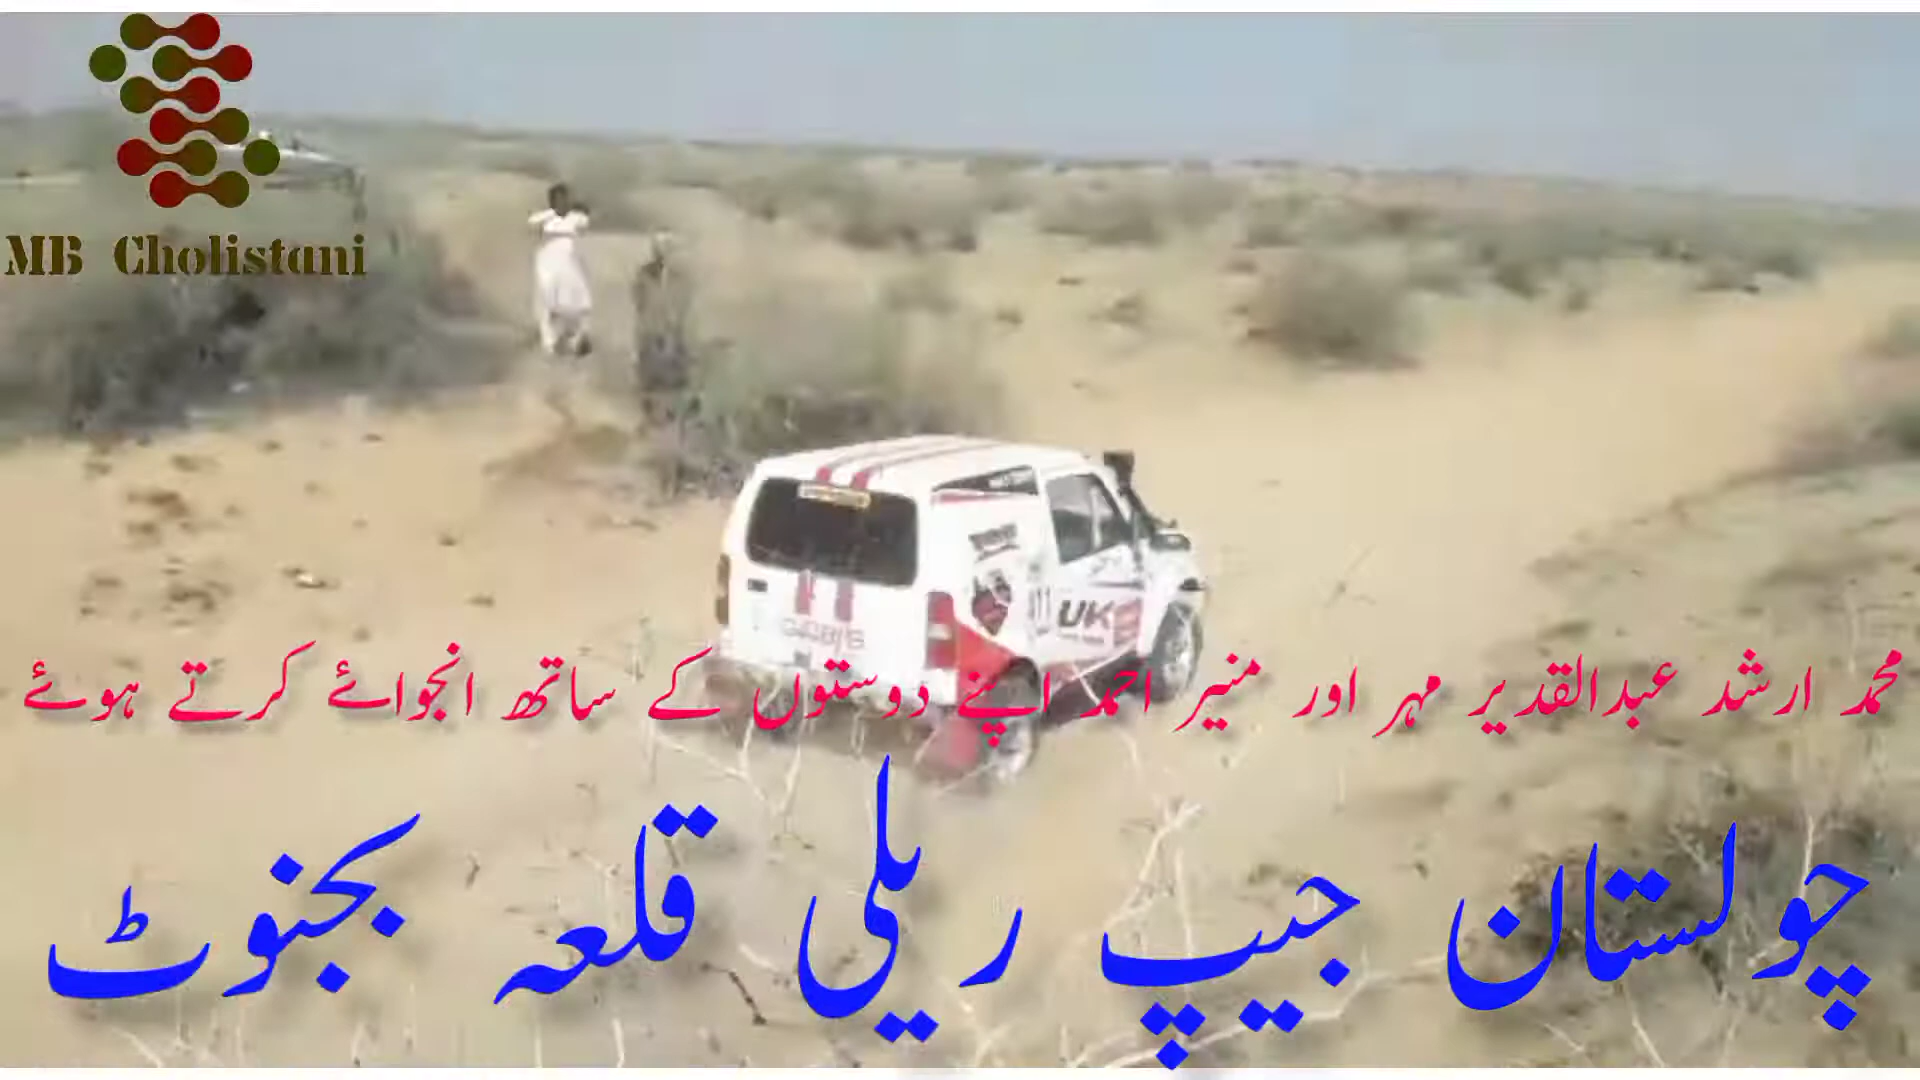 MB Cholistani
UK
محمد ارشد عبدالقدیر مہر اور منیر احمد اپنے دوستوں کے ساتھ انجوائے کرتے ہوئے
چولستان جیپ ریلی قلعہ بجنوٹ